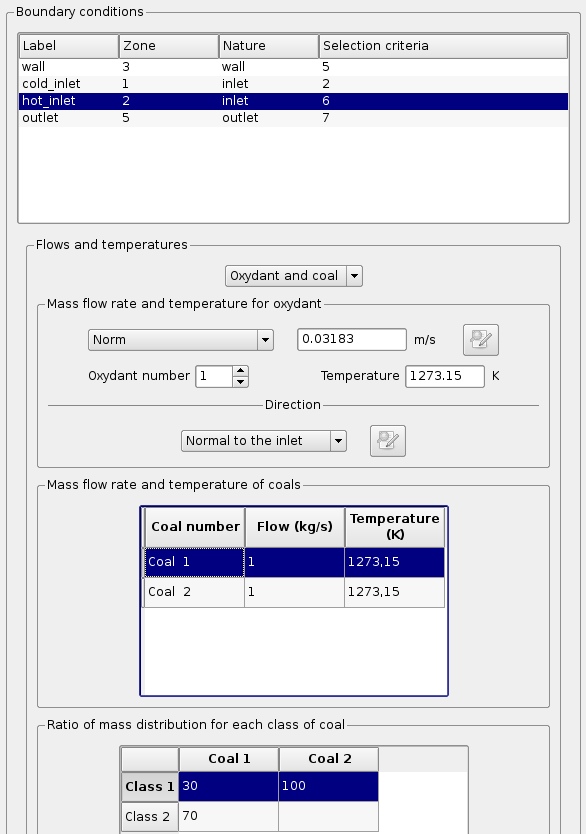 Boundary conditions
Label Zone Nature Selection criteria
wall 3 wall 5
cold_inlet 1 inlet 2
hot_inlet 2 inlet 6
outlet 5 outlet 7
Flows and temperatures
Oxydant and coal
Mass flow rate and temperature for oxydant
Norm 0.03183 m/s
Oxydant number 1 Temperature 1273.15 K
Direction
Normal to the inlet
Mass flow rate and temperature of coals
Coal number Flow (kg/s) Temperature
(K)
Coal 1 1 1273,15
Coal 2 1 1273,15
Ratio of mass distribution for each class of coal
Coal 1 Coal 2
Class 1 30 100
Class 2 70